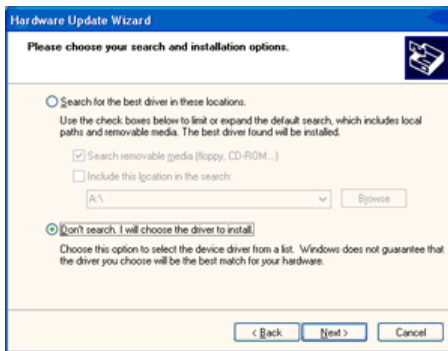 Hardware Update Wizard
Please choose your search and installation options.
Search for the best driver in these locations.
Use the check boxes below to limit or expand the default search, which includes local
paths and removable media. The best driver found will be installed.
Search removable media (floppy, CD-ROM...)
Include this location in the search:
A:\
Browse
Don't search. I will choose the driver to install.
Choose this option to select the device driver from a list. Windows does not guarantee that
the driver you choose will be the best match for your hardware.
< Back Next > Cancel